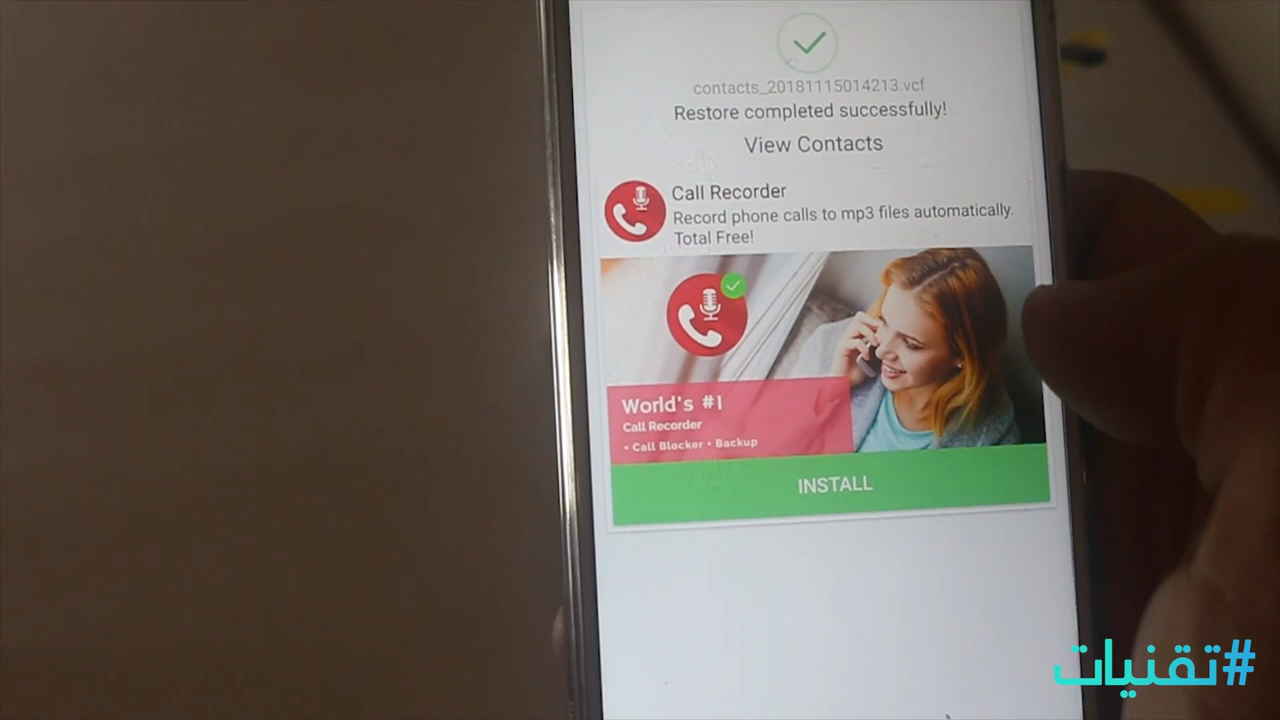 contacts_20181115014213.vcf
Restore completed successfully!
View Contacts
Call Recorder
Record phone calls to mp3 files automatically.
Total Free!
World's #1
Call Recorder
• Call Blocker • Backup
INSTALL
#تقنيات